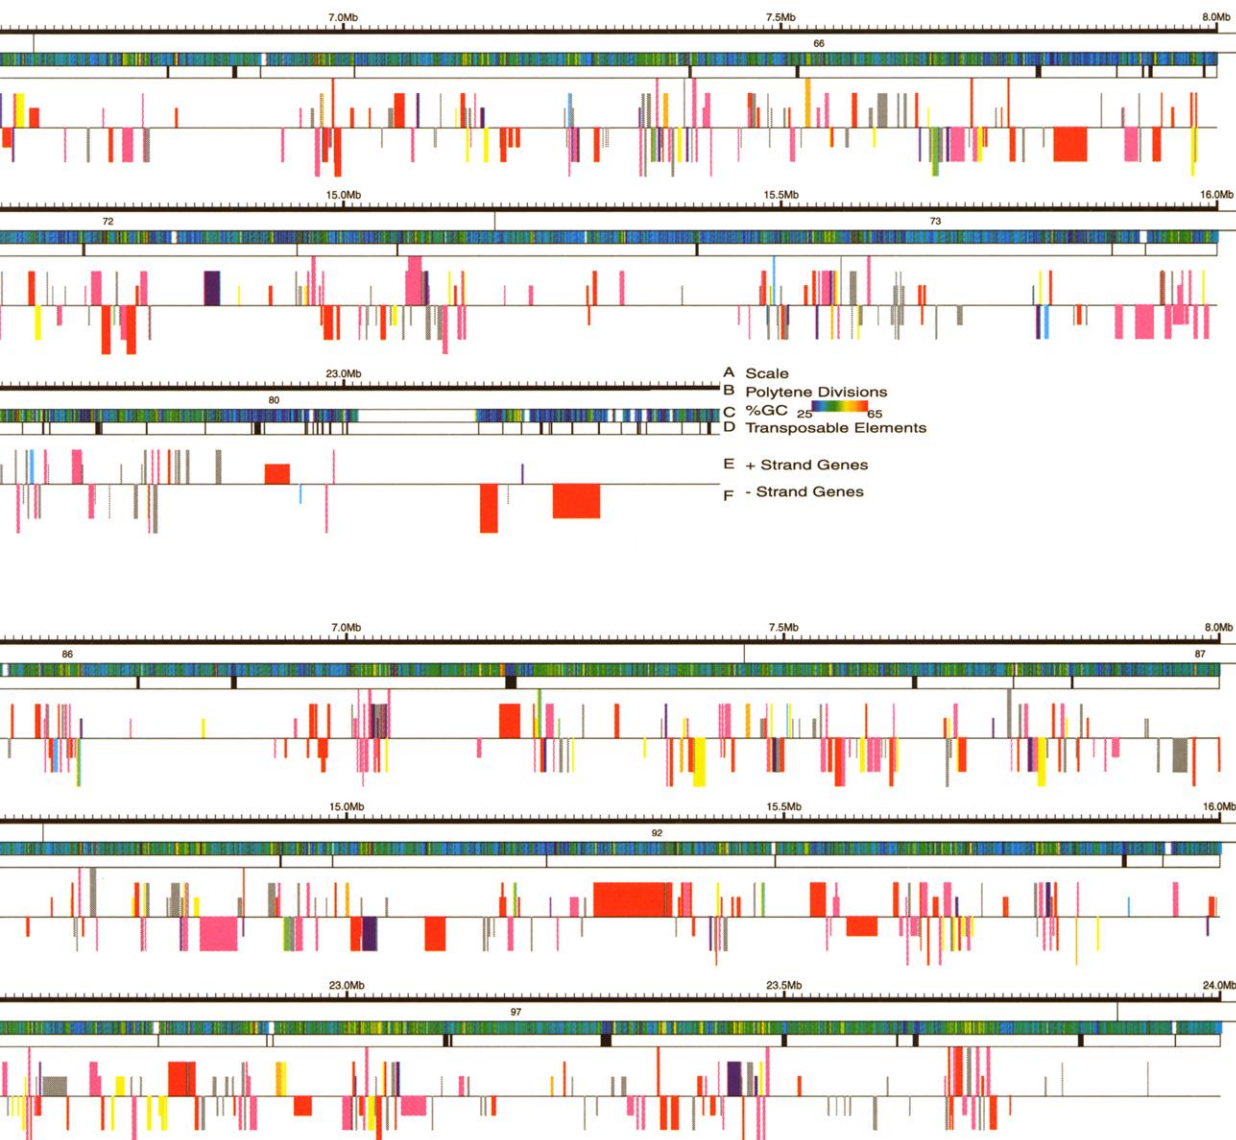 7.0Mb 7.5Mb 8.0Mb
66
15.0Mb 15.5Mb 16.0Mb
72 73
23.0Mb
80
A Scale
B Polytene Divisions
C %GC 25 65
D Transposable Elements
E + Strand Genes
F - Strand Genes
7.0Mb 7.5Mb 8.0Mb
86 87
15.0Mb 15.5Mb 16.0Mb
92
23.0Mb 23.5Mb 24.0Mb
97